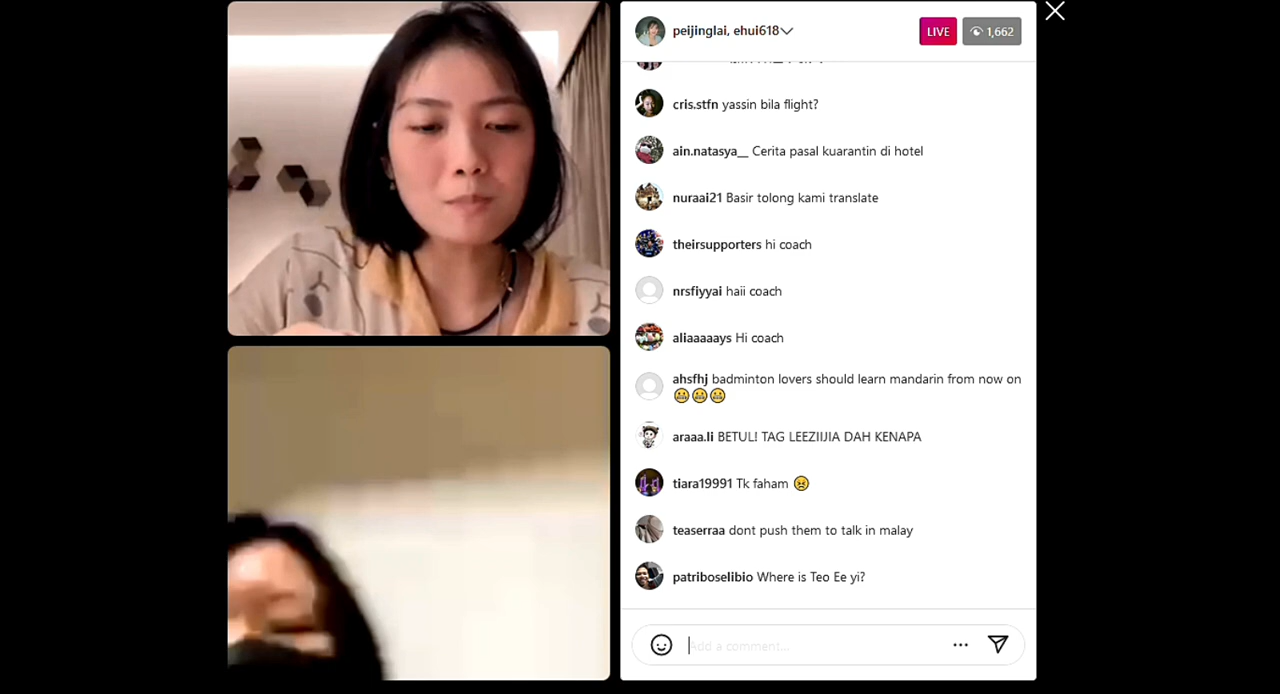 peijinglai, ehui618
LIVE
1,662
cris.stfn yassin bila flight?
ain.natasya__ Cerita pasal kuarantin di hotel
nuraai21 Basir tolong kami translate
theirsupporters hi coach
nrsfiyyai haii coach
aliaaaaays Hi coach
ahsfhj badminton lovers should learn mandarin from now on
😬😬😬
araaa.li BETUL! TAG LEEZIIJIA DAH KENAPA
tiara19991 Tk faham 😣
teaserraa dont push them to talk in malay
patriboselibio Where is Teo Ee yi?
Add a comment...